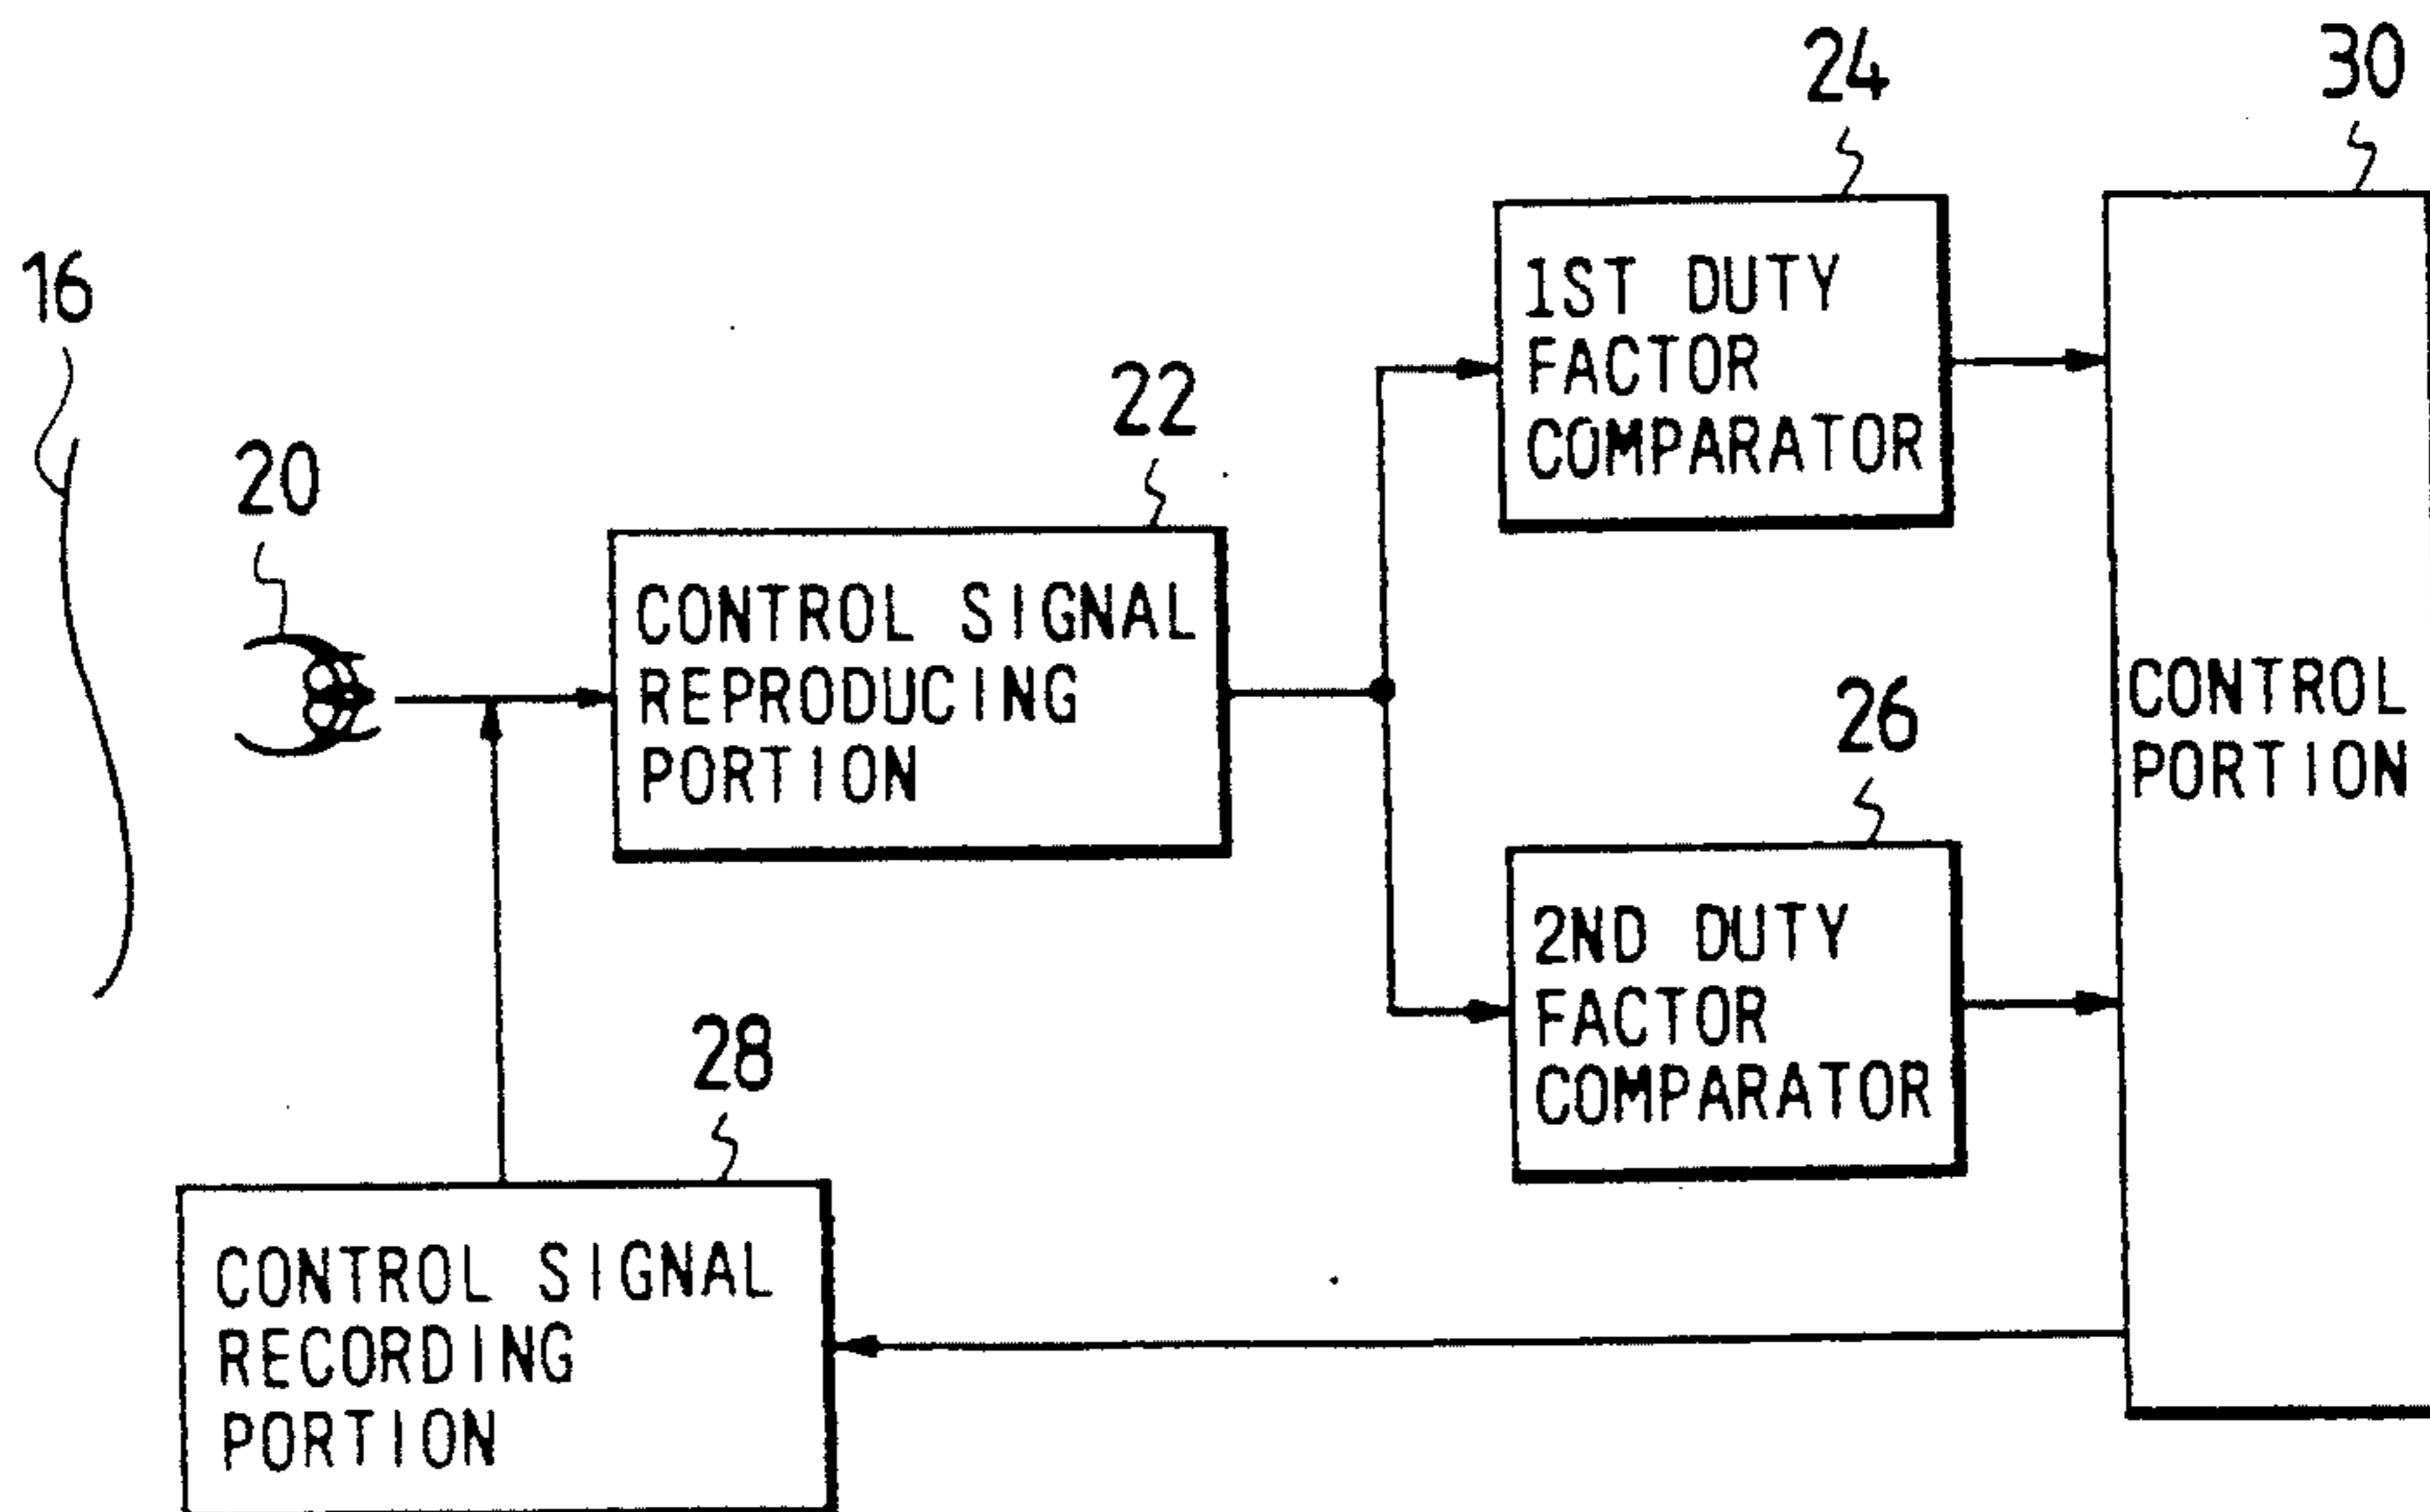 24
30
16
1ST DUTY
FACTOR
COMPARATOR
22
20
CONTROL SIGNAL
REPRODUCING
PORTION
CONTROL
PORTION
26
2ND DUTY
FACTOR
COMPARATOR
28
CONTROL SIGNAL
RECORDING
PORTION